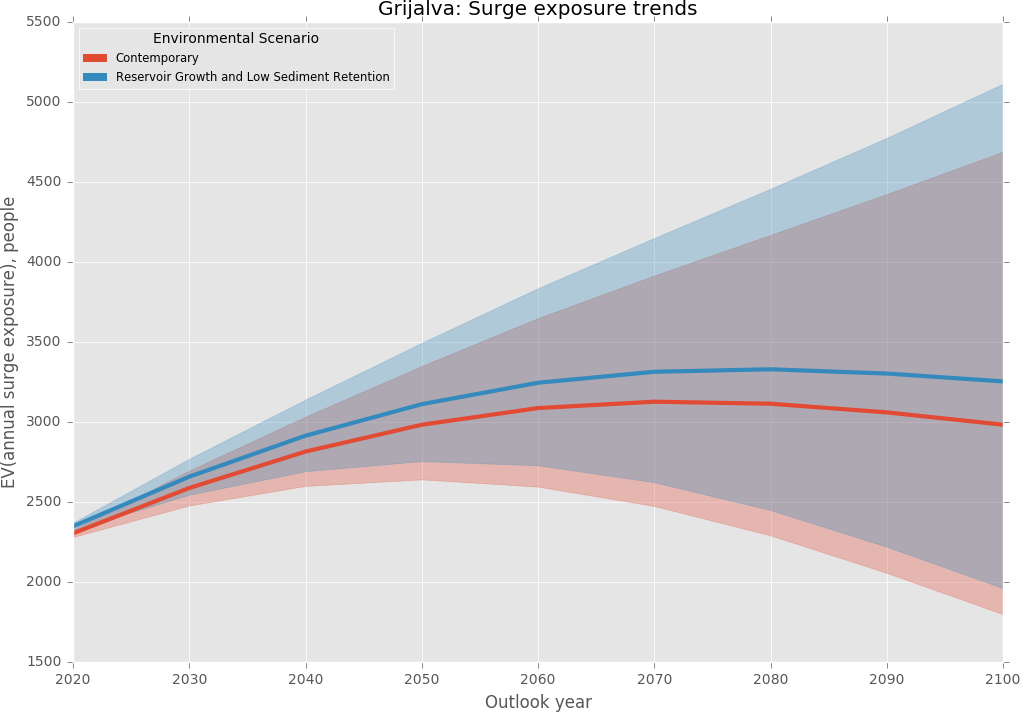 Grijalva: Surge exposure trends
Environmental Scenario
Contemporary
Reservoir Growth and Low Sediment Retention
EV(annual surge exposure), people
5500
5000
4500
4000
3500
3000
2500
2000
1500
2020 2030 2040 2050 2060 2070 2080 2090 2100
Outlook year